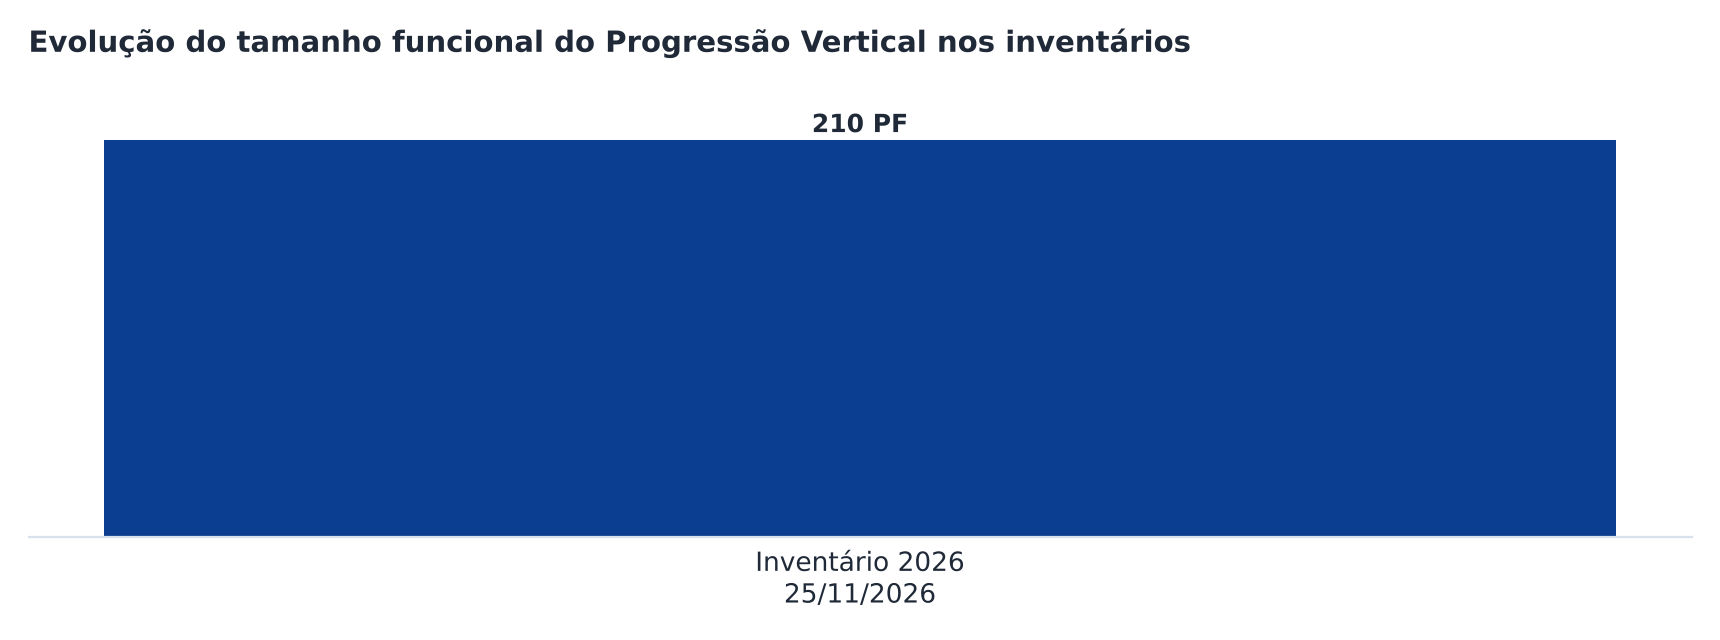 Evolução do tamanho funcional do Progressão Vertical nos inventários
210 PF
Inventário 2026
25/11/2026